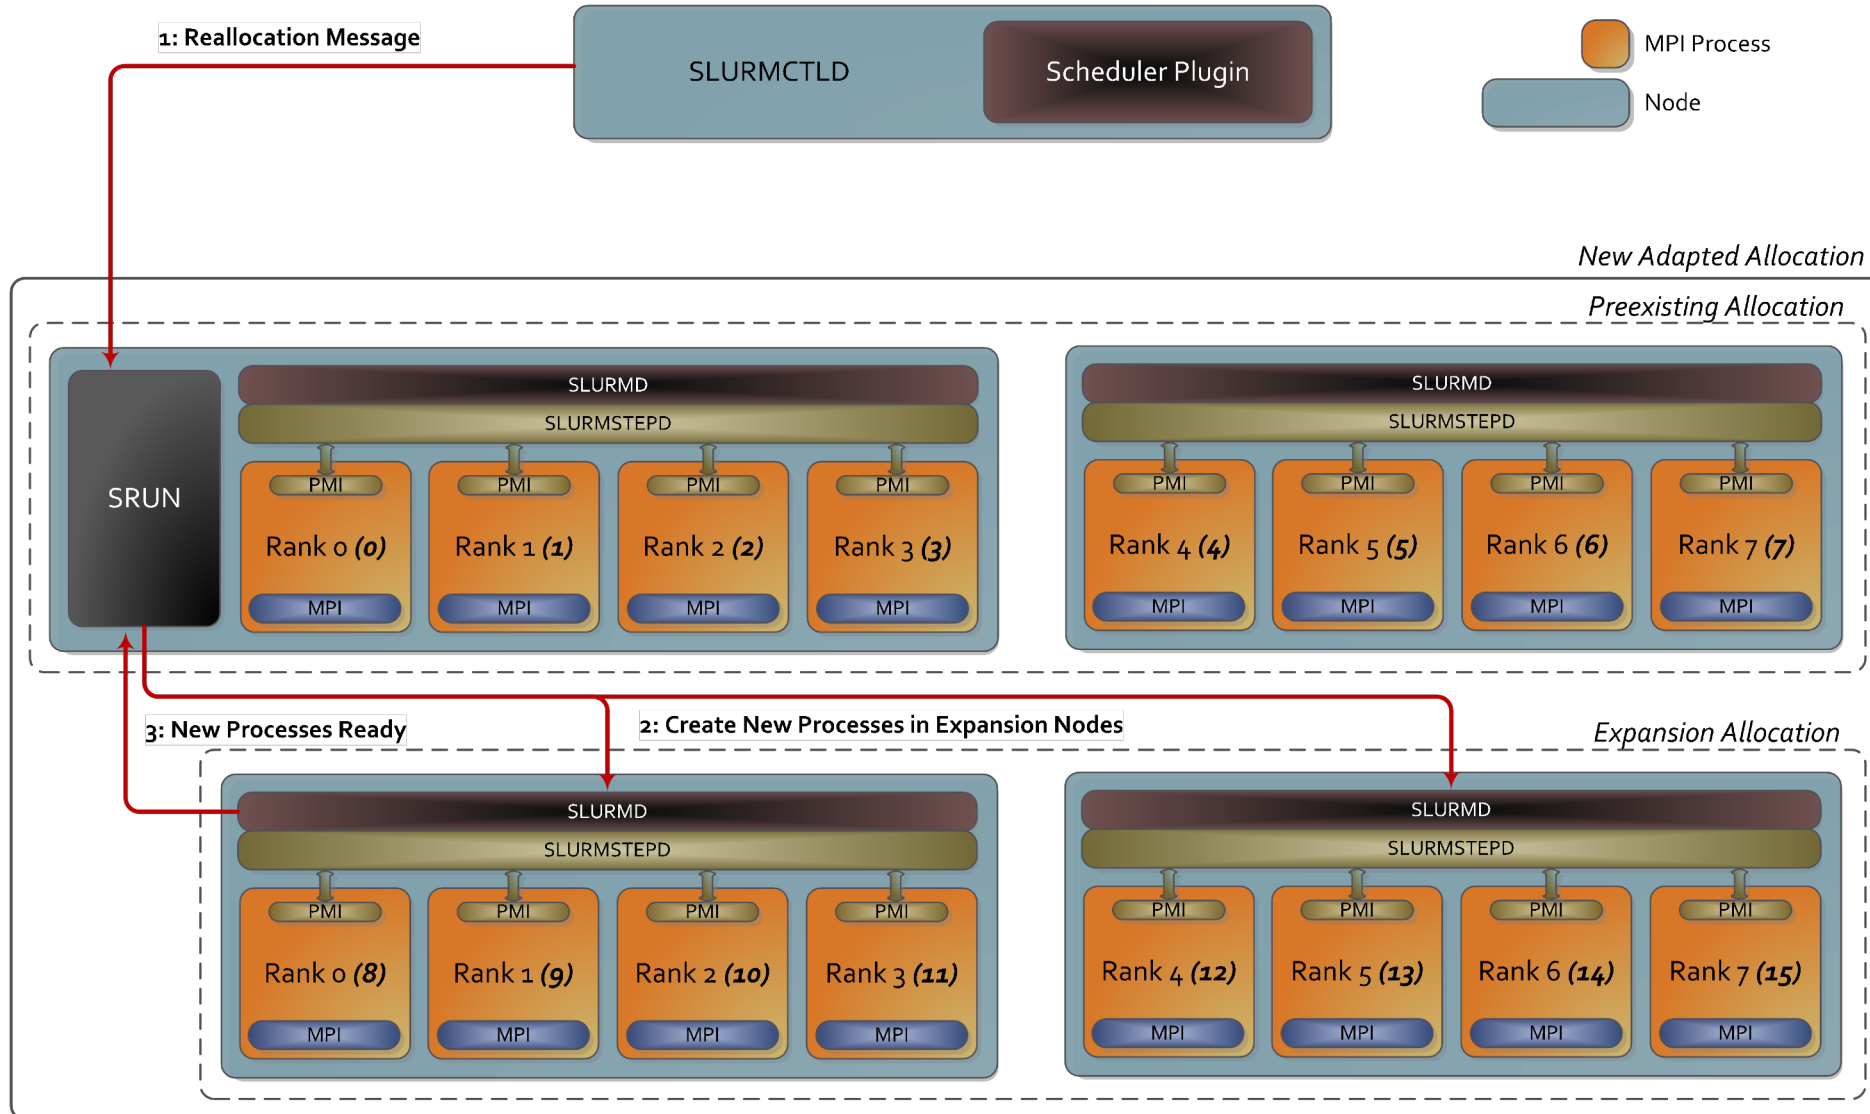 1: Reallocation Message
SLURMCTLD
Scheduler Plugin
MPI Process
Node
New Adapted Allocation
Preexisting Allocation
SRUN
SLURMD
SLURMSTEPD
PMI PMI PMI PMI
Rank 0 (0) Rank 1 (1) Rank 2 (2) Rank 3 (3)
MPI MPI MPI MPI
SLURMD
SLURMSTEPD
PMI PMI PMI PMI
Rank 4 (4) Rank 5 (5) Rank 6 (6) Rank 7 (7)
MPI MPI MPI MPI
3: New Processes Ready
2: Create New Processes in Expansion Nodes
Expansion Allocation
SLURMD
SLURMSTEPD
PMI PMI PMI PMI
Rank 0 (8) Rank 1 (9) Rank 2 (10) Rank 3 (11)
MPI MPI MPI MPI
SLURMD
SLURMSTEPD
PMI PMI PMI PMI
Rank 4 (12) Rank 5 (13) Rank 6 (14) Rank 7 (15)
MPI MPI MPI MPI